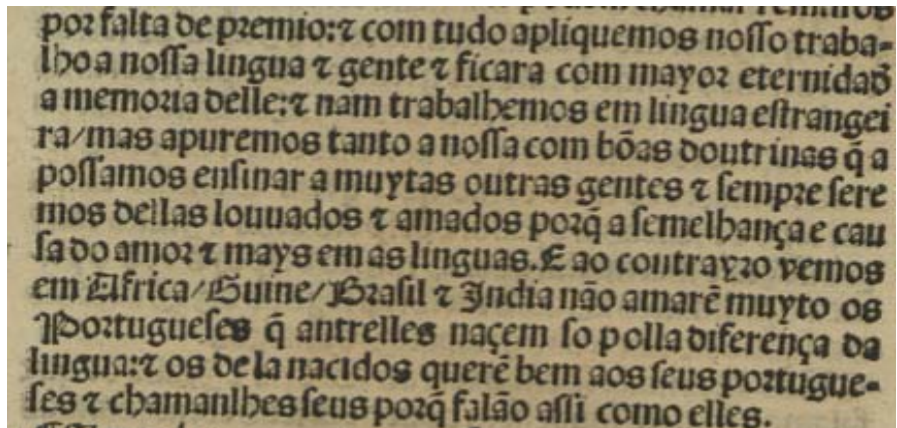 por falta de premio:⁊ com tudo apliquemos noſſo traba-
lho a noſſa lingua ⁊ gente ⁊ ficara com mayor eternidad̃
a memoria delle:⁊ nam trabalhemos em lingua eſtrangei
ra/mas apuremos tanto a noſſa com bõas doutrinas q̃ a
poſſamos enſinar a muytas outras gentes ⁊ ſempre ſere
mos dellas louuados ⁊ amados porq̃ a ſemelhança e cau
ſa do amor ⁊ mays em as linguas. E ao contrayro vemos
em Africa/Guine/Braſil ⁊ India não amarẽ muyto os
Portugueſes q̃ antrelles naçem ſo polla diferença da
lingua:⁊ os de la nacidos querẽ bem aos ſeus portugue-
ſes ⁊ chamanlhes ſeus porq̃ falão aſſi como elles.